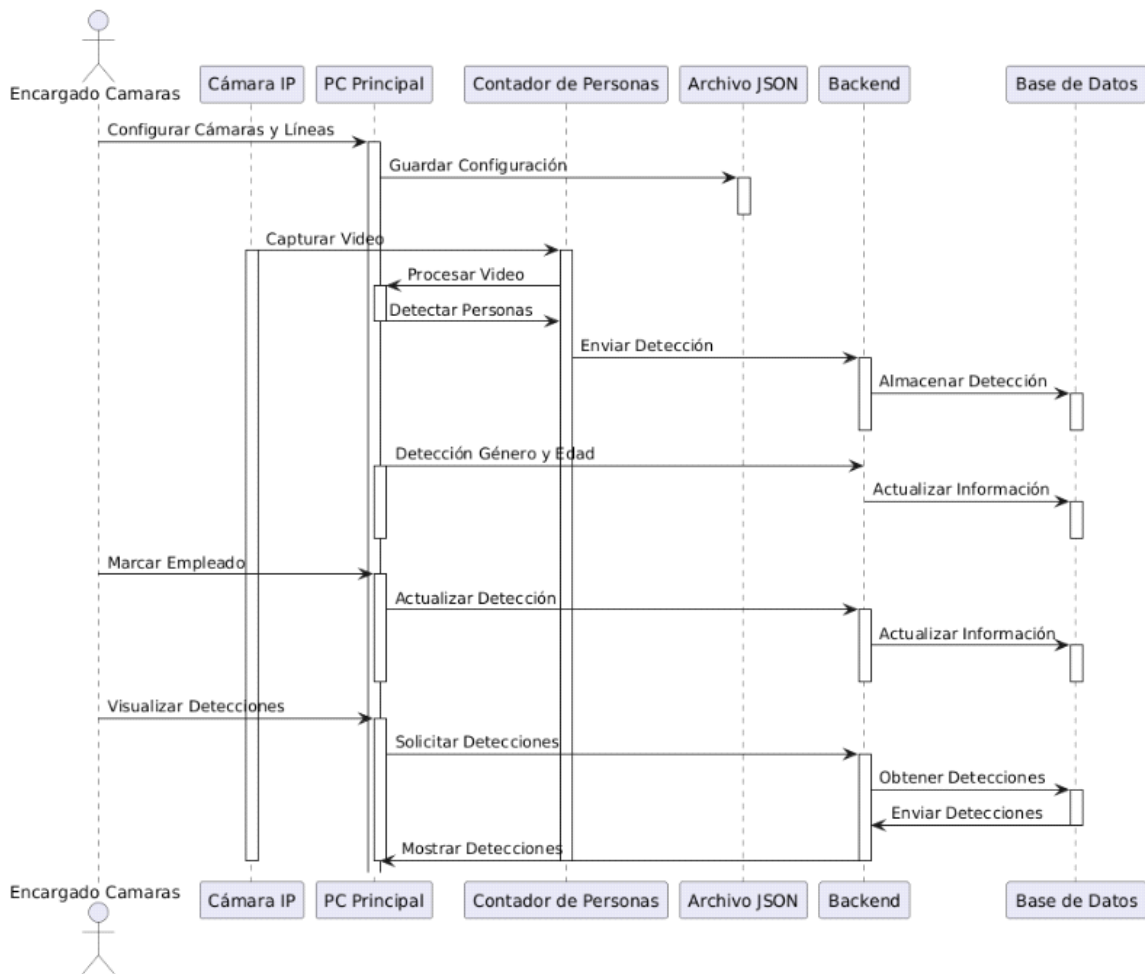 Encargado Camaras
Cámara IP
PC Principal
Contador de Personas
Archivo JSON
Backend
Base de Datos
Configurar Cámaras y Líneas
Guardar Configuración
Capturar Video
Procesar Video
Detectar Personas
Enviar Detección
Almacenar Detección
Detección Género y Edad
Actualizar Información
Marcar Empleado
Actualizar Detección
Actualizar Información
Visualizar Detecciones
Solicitar Detecciones
Obtener Detecciones
Enviar Detecciones
Mostrar Detecciones
Encargado Camaras
Cámara IP
PC Principal
Contador de Personas
Archivo JSON
Backend
Base de Datos